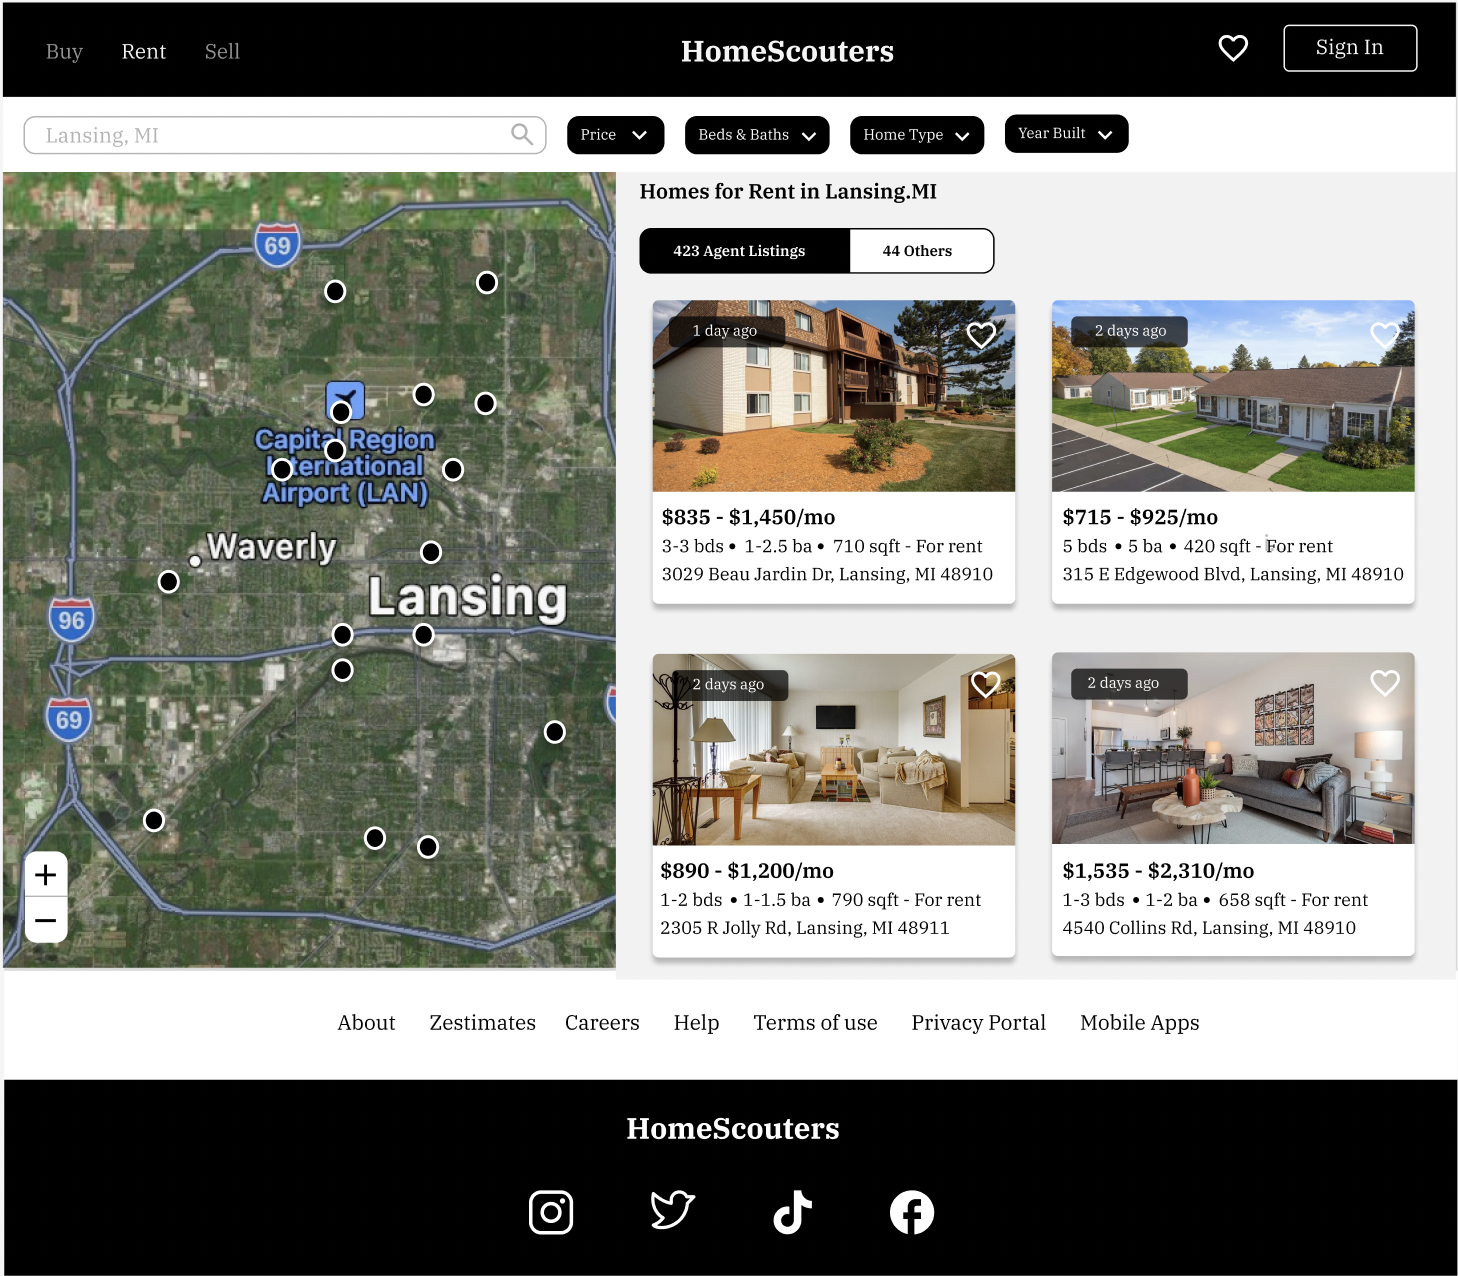 Buy Rent Sell HomeScouters Sign In
Lansing, MI Price Beds & Baths Home Type Year Built
Homes for Rent in Lansing.MI
423 Agent Listings 44 Others
69
Capital Region
International
Airport (LAN)
Waverly
Lansing
96
69
+
−
1 day ago
$835 - $1,450/mo
3-3 bds • 1-2.5 ba • 710 sqft - For rent
3029 Beau Jardin Dr, Lansing, MI 48910
2 days ago
$715 - $925/mo
5 bds • 5 ba • 420 sqft - For rent
315 E Edgewood Blvd, Lansing, MI 48910
2 days ago
$890 - $1,200/mo
1-2 bds • 1-1.5 ba • 790 sqft - For rent
2305 R Jolly Rd, Lansing, MI 48911
2 days ago
$1,535 - $2,310/mo
1-3 bds • 1-2 ba • 658 sqft - For rent
4540 Collins Rd, Lansing, MI 48910
About Zestimates Careers Help Terms of use Privacy Portal Mobile Apps
HomeScouters